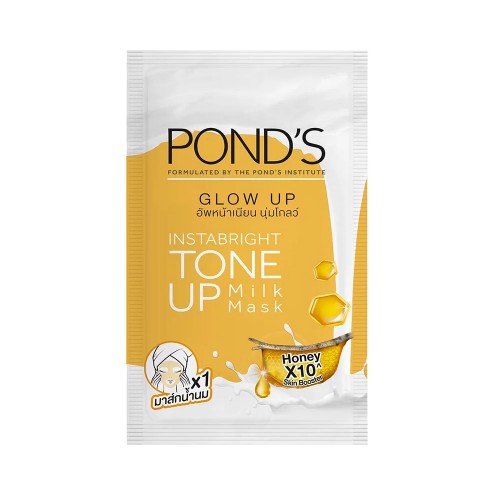 POND'S
FORMULATED BY THE POND'S INSTITUTE
GLOW UP
อัพหน้าเนียน นุ่มโกลว์
INSTABRIGHT
TONE
UP Milk
Mask
Honey
X10^
Skin Booster
x1
มาส์กน้ำนม